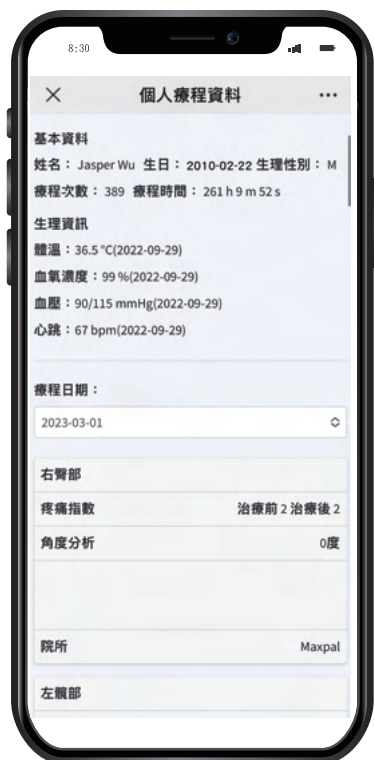 8:30
個人療程資料
基本資料
姓名：Jasper Wu 生日：2010-02-22 生理性別：M
療程次數：389 療程時間：261 h 9 m 52 s
生理資訊
體溫：36.5 °C(2022-09-29)
血氧濃度：99 %(2022-09-29)
血壓：90/115 mmHg(2022-09-29)
心跳：67 bpm(2022-09-29)
療程日期：
2023-03-01
右臀部
疼痛指數 治療前 2 治療後 2
角度分析 0度
院所 Maxpal
左髖部